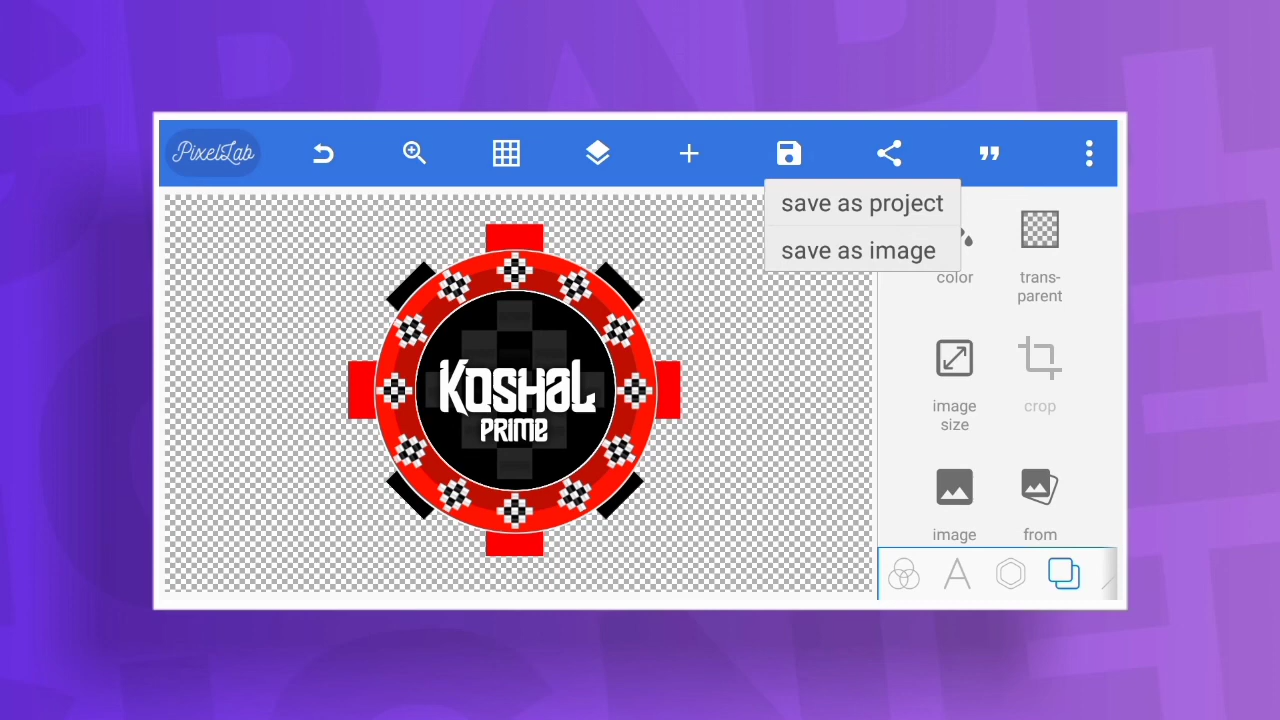 PixelLab
save as project
save as image
color
trans-
parent
KOSHAL
PRIME
image
size
crop
image
from